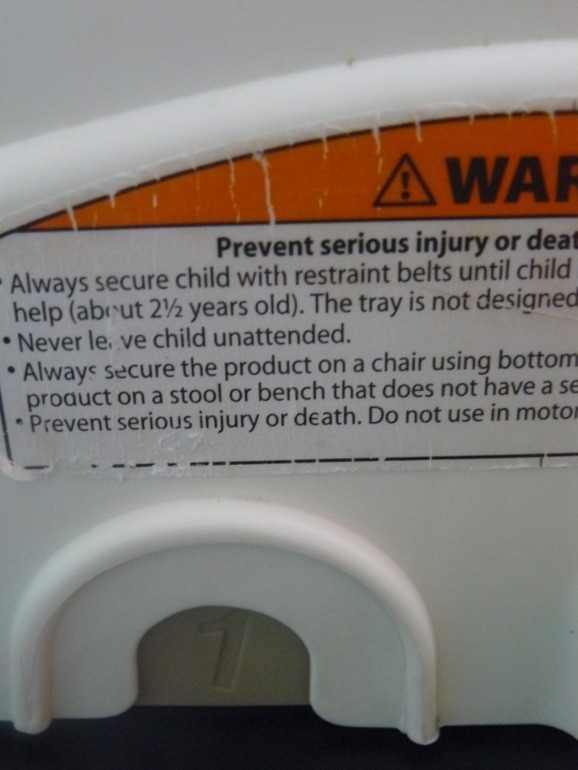 WAR
Prevent serious injury or deat
• Always secure child with restraint belts until child
help (about 2½ years old). The tray is not designed
• Never leave child unattended.
• Always secure the product on a chair using bottom
product on a stool or bench that does not have a se
• Prevent serious injury or death. Do not use in motor
1